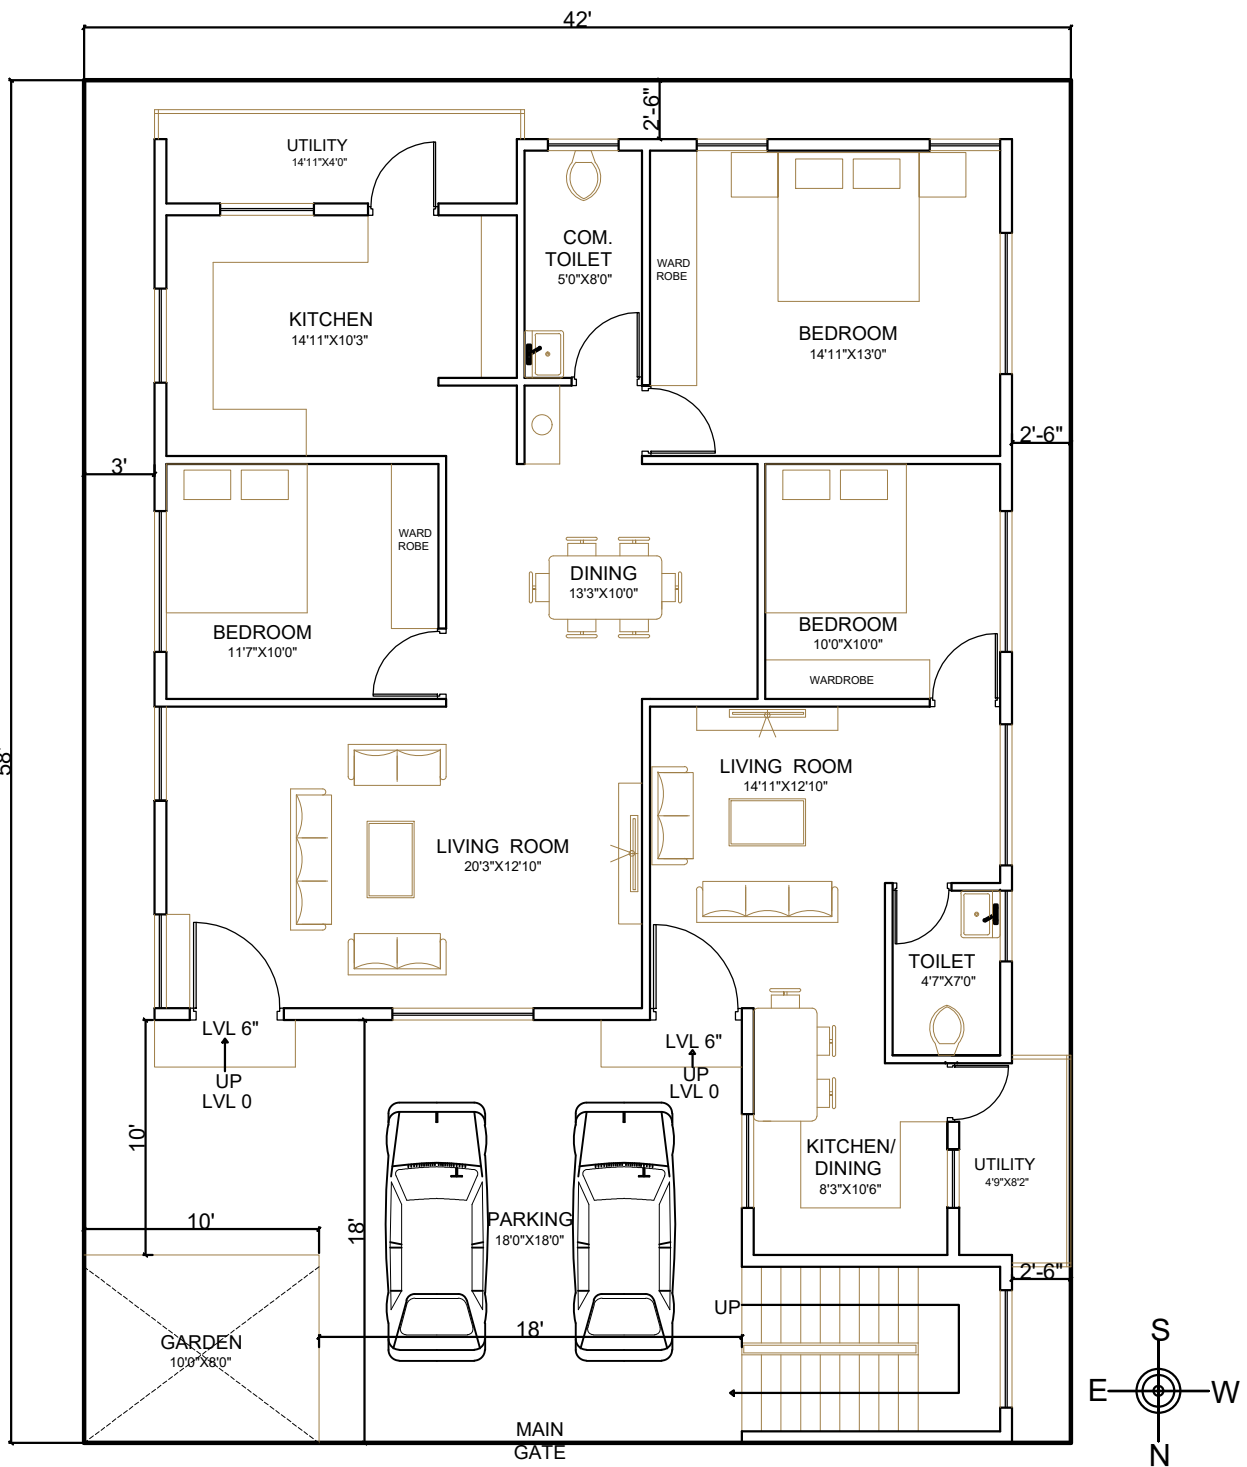 42'
2'-6"
UTILITY
14'11"X4'0"
COM.
TOILET
5'0"X8'0"
WARD
ROBE
KITCHEN
14'11"X10'3"
BEDROOM
14'11"X13'0"
2'-6"
3'
WARD
ROBE
DINING
13'3"X10'0"
BEDROOM
11'7"X10'0"
BEDROOM
10'0"X10'0"
WARDROBE
58'
LIVING ROOM
14'11"X12'10"
LIVING ROOM
20'3"X12'10"
TOILET
4'7"X7'0"
LVL 6"
UP
LVL 0
LVL 6"
UP
LVL 0
10'
KITCHEN/
DINING
8'3"X10'6"
UTILITY
4'9"X8'2"
10'
18'
PARKING
18'0"X18'0"
2'-6"
UP
18'
GARDEN
10'0"X8'0"
MAIN
GATE
S
E
W
N